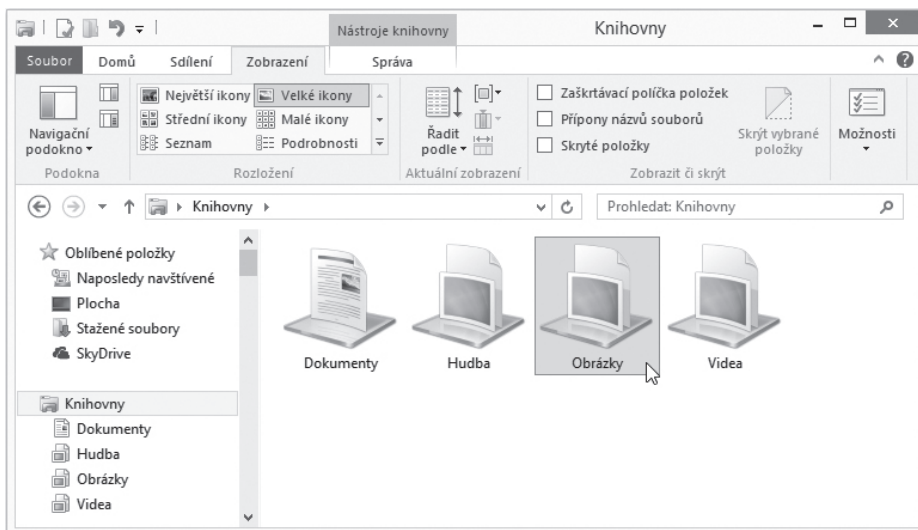 Nástroje knihovny
Knihovny
Soubor Domů Sdílení Zobrazení Správa
Navigační podokno
Největší ikony Velké ikony
Střední ikony Malé ikony
Seznam Podrobnosti
Řadit podle
Zaškrtávací políčka položek
Přípony názvů souborů
Skryté položky
Skrýt vybrané položky
Možnosti
Podokna Rozložení Aktuální zobrazení Zobrazit či skrýt
Knihovny
Prohledat: Knihovny
Oblíbené položky
Naposledy navštívené
Plocha
Stažené soubory
SkyDrive
Knihovny
Dokumenty
Hudba
Obrázky
Videa
Dokumenty Hudba Obrázky Videa